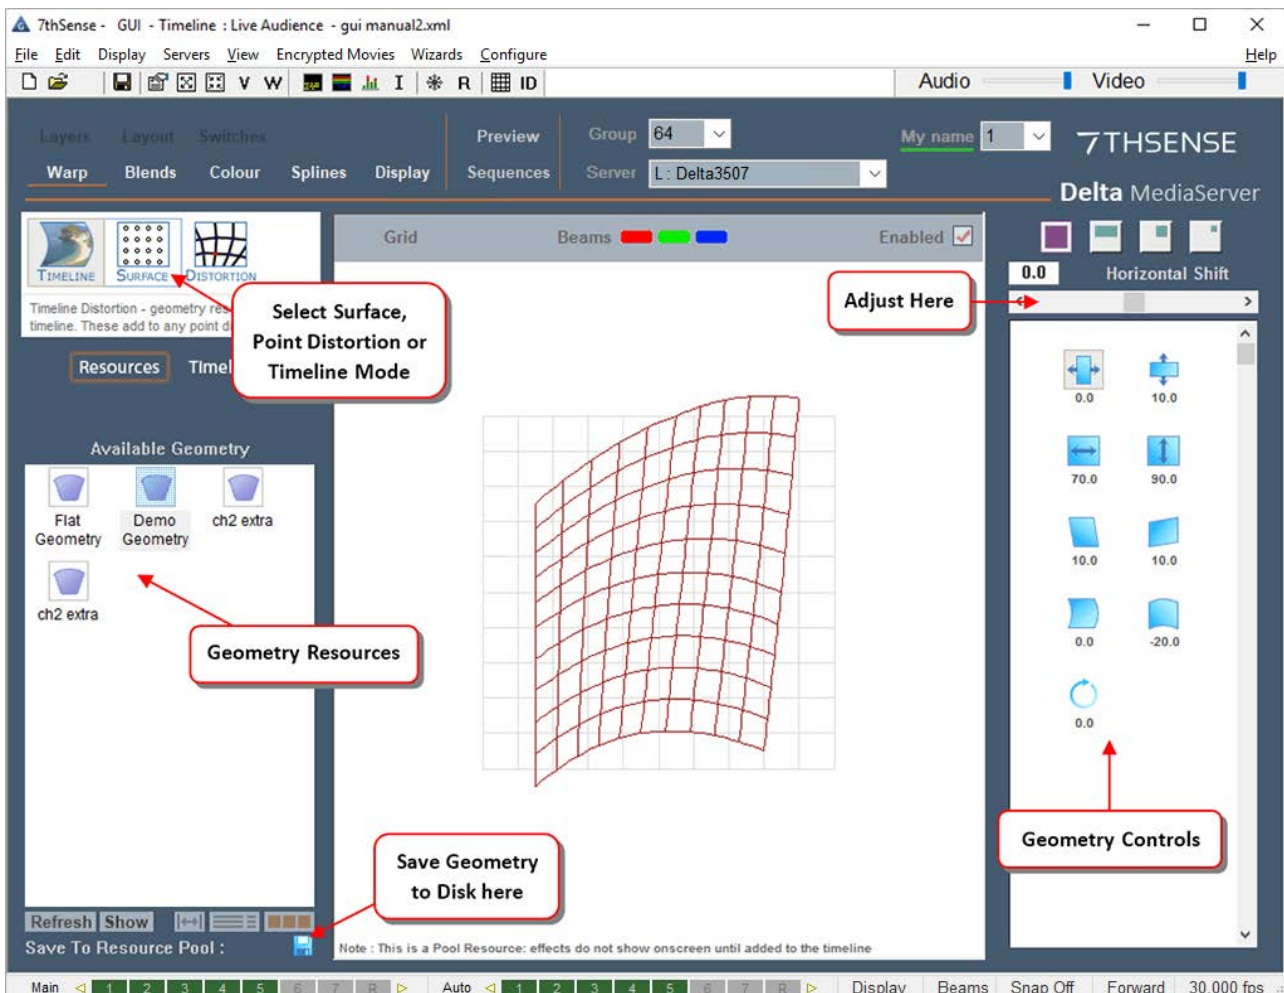 7thSense - GUI - Timeline : Live Audience - gui manual2.xml
File Edit Display Servers View Encrypted Movies Wizards Configure Help
V W I R ID Audio Video
Layers Layout Switches Preview Group 64 My name 1 7THSENSE
Warp Blends Colour Splines Display Sequences Server L : Delta3507
Delta MediaServer
TIMELINE SURFACE DISTORTION
Grid Beams Enabled
0.0 Horizontal Shift
Timeline Distortion - geometry
timeline. These add to any point
Select Surface,
Point Distortion or
Timeline Mode
Adjust Here
Resources
0.0 10.0
70.0 90.0
10.0 10.0
0.0 -20.0
0.0
Available Geometry
Flat
Geometry
Demo
Geometry
ch2 extra
ch2 extra
Geometry Resources
Geometry Controls
Save Geometry
to Disk here
Refresh Show
Save To Resource Pool :
Note : This is a Pool Resource: effects do not show onscreen until added to the timeline
Main 1 2 3 4 5 6 7 R Auto 1 2 3 4 5 6 7 R Display Beams Snap Off Forward 30.000 fps